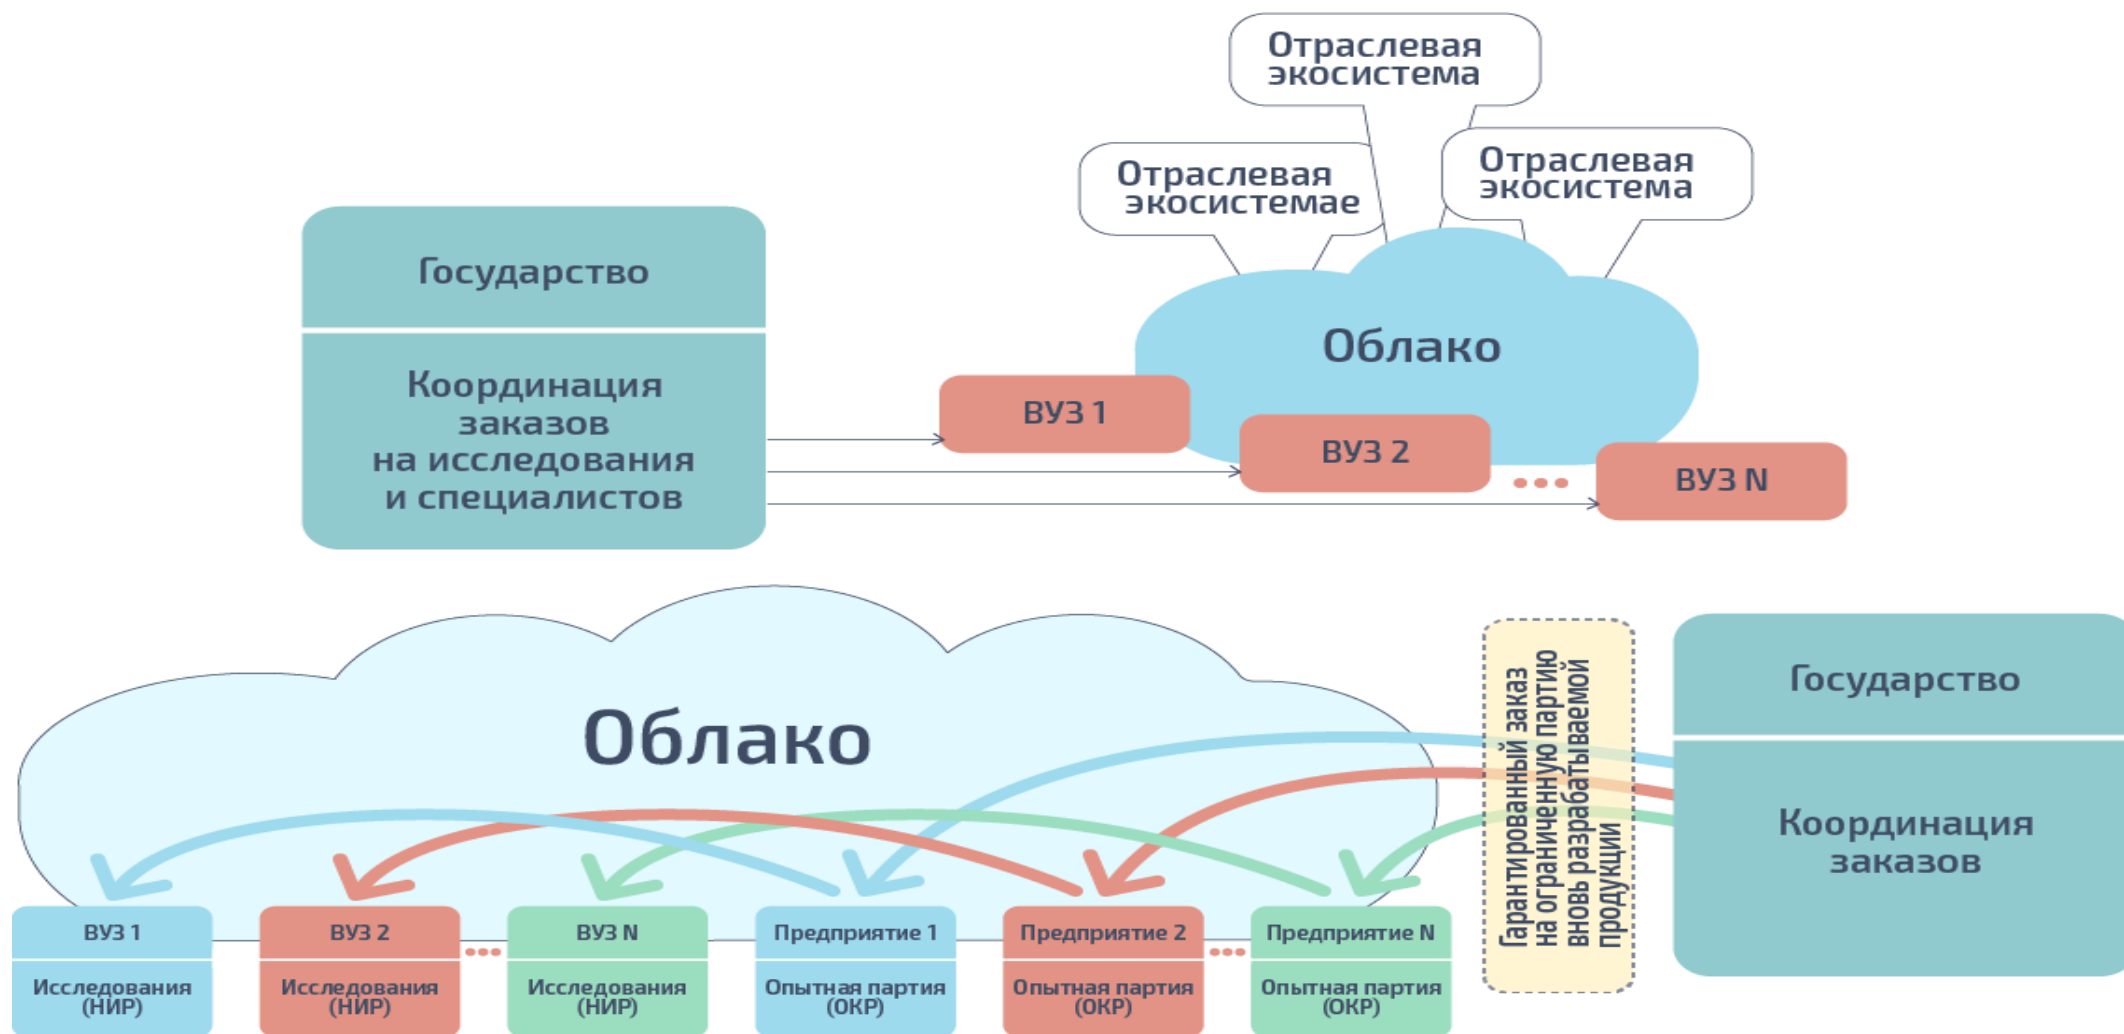 Отраслевая
экосистема
Отраслевая
экосистемае
Отраслевая
экосистема
Государство
Координация
заказов
на исследования
и специалистов
Облако
ВУЗ 1
ВУЗ 2
ВУЗ N
Облако
Гарантированный заказ
на ограниченную партию
вновь разрабатываемой
продукции
Государство
Координация
заказов
ВУЗ 1
Исследования
(НИР)
ВУЗ 2
Исследования
(НИР)
ВУЗ N
Исследования
(НИР)
Предприятие 1
Опытная партия
(ОКР)
Предприятие 2
Опытная партия
(ОКР)
Предприятие N
Опытная партия
(ОКР)